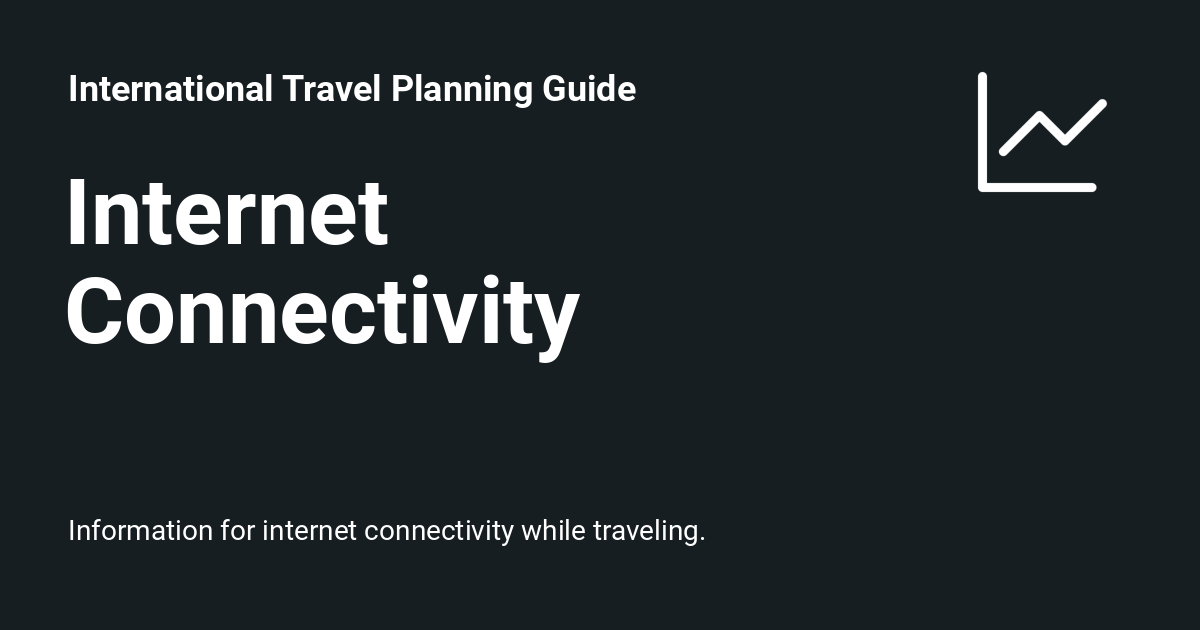 International Travel Planning Guide
Internet
Connectivity
Information for internet connectivity while traveling.